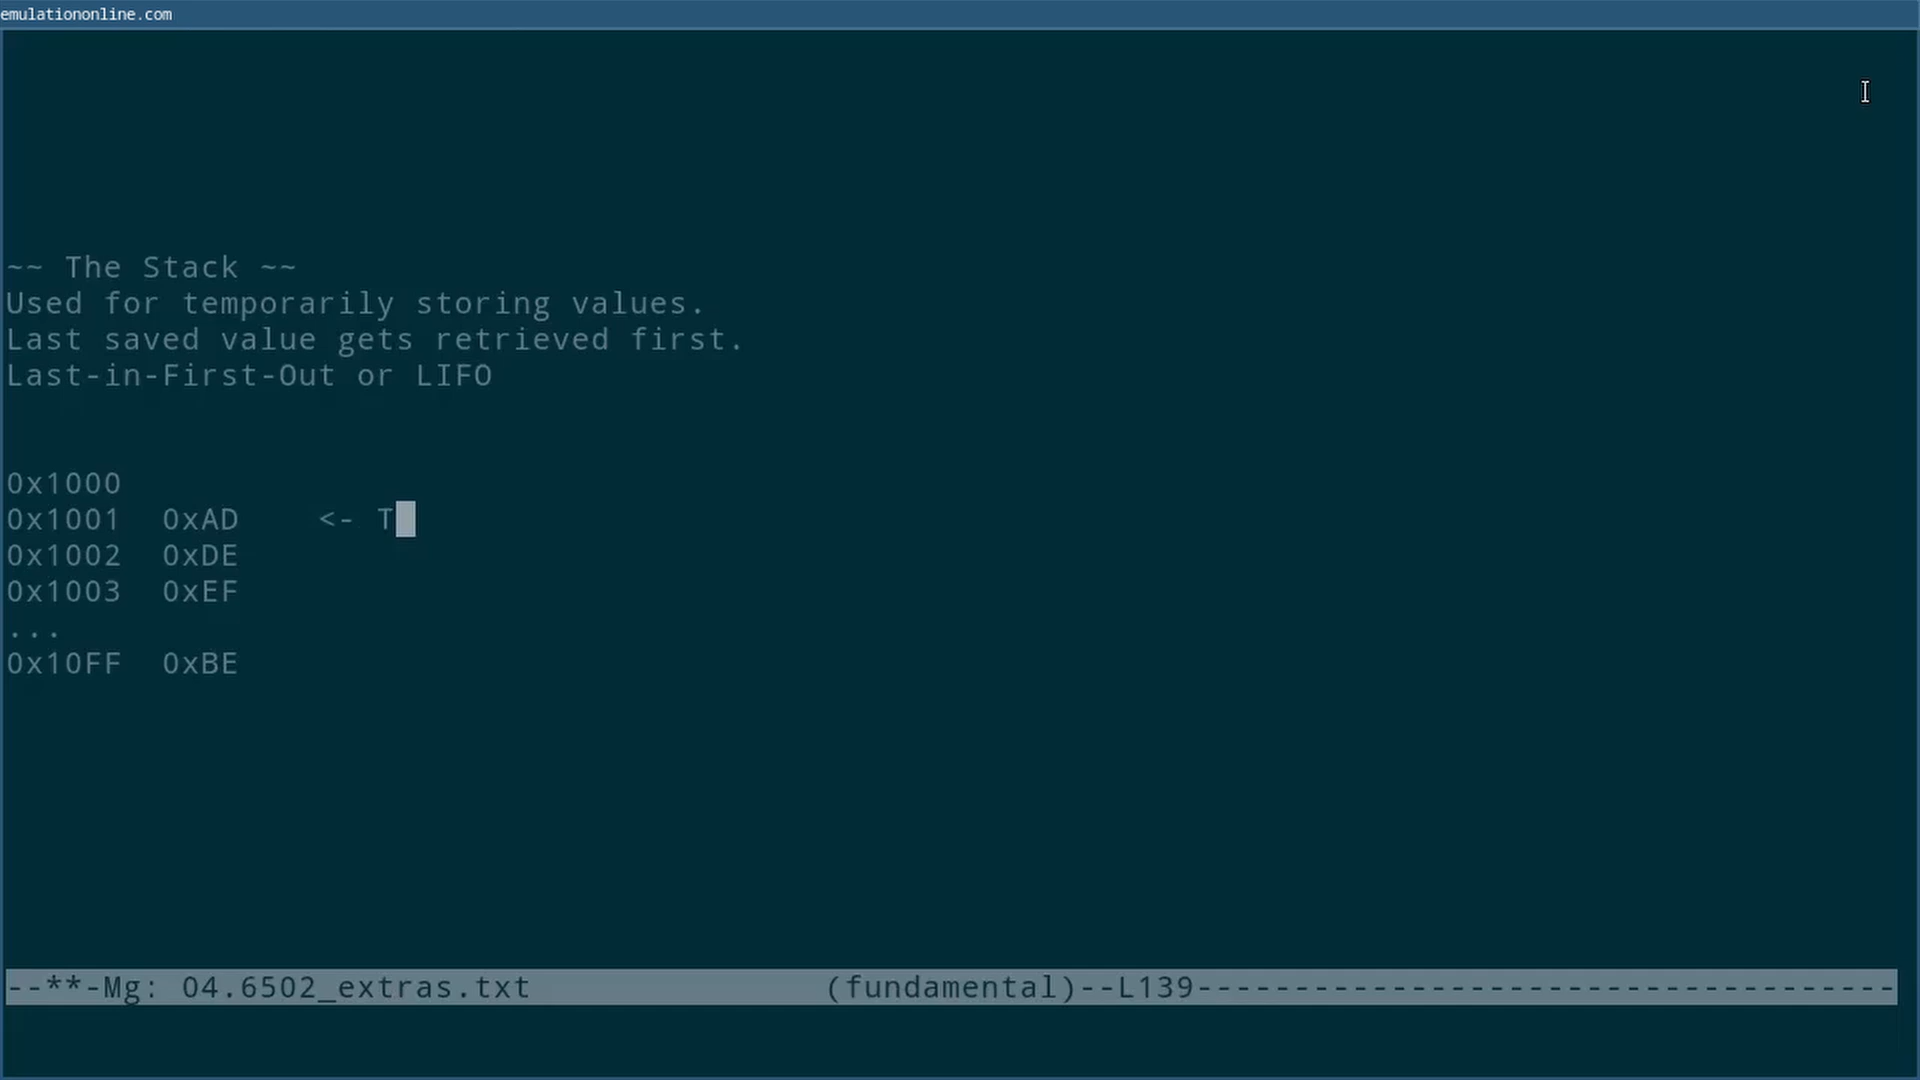 emulationonline.com
~~ The Stack ~~
Used for temporarily storing values.
Last saved value gets retrieved first.
Last-in-First-Out or LIFO
0x1000
0x1001  0xAD    <- T
0x1002  0xDE
0x1003  0xEF
...
0x10FF  0xBE
--**-Mg: 04.6502_extras.txt               (fundamental)--L139------------------------------------